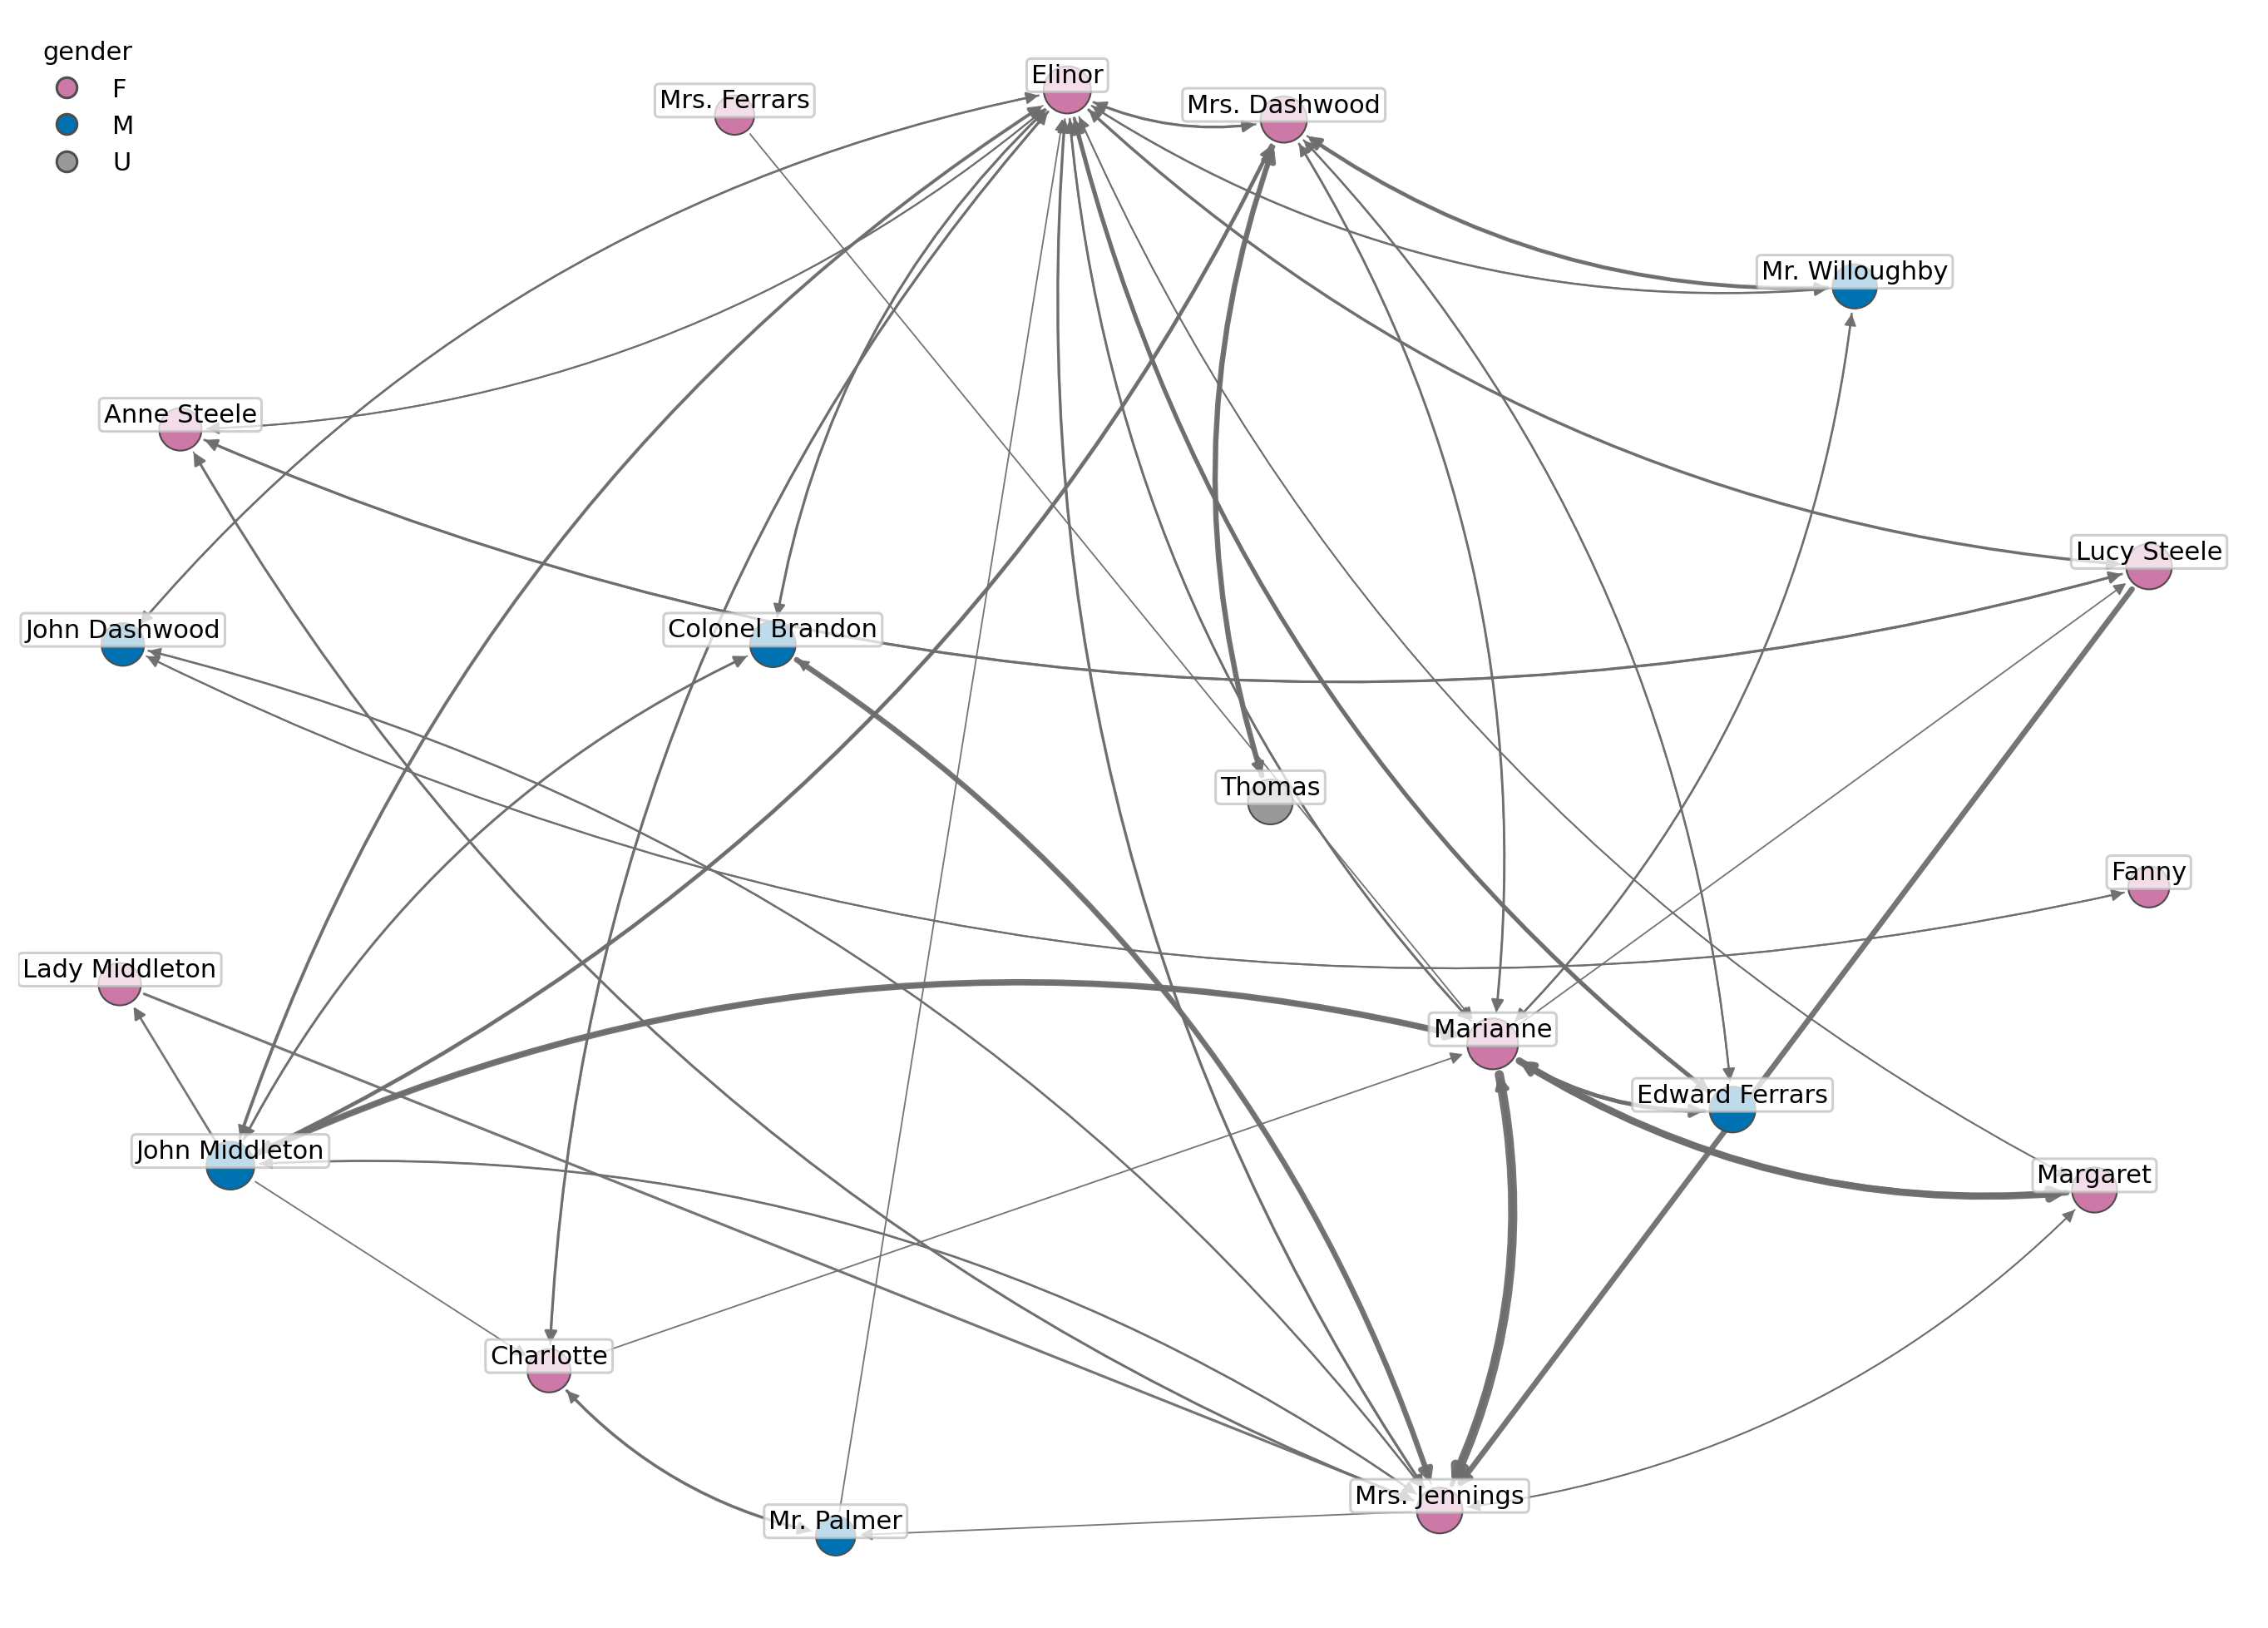 gender
F
M
U
Elinor
Mrs. Ferrars
Mrs. Dashwood
Mr. Willoughby
Anne Steele
Lucy Steele
John Dashwood
Colonel Brandon
Thomas
Fanny
Lady Middleton
Marianne
Edward Ferrars
John Middleton
Margaret
Charlotte
Mrs. Jennings
Mr. Palmer